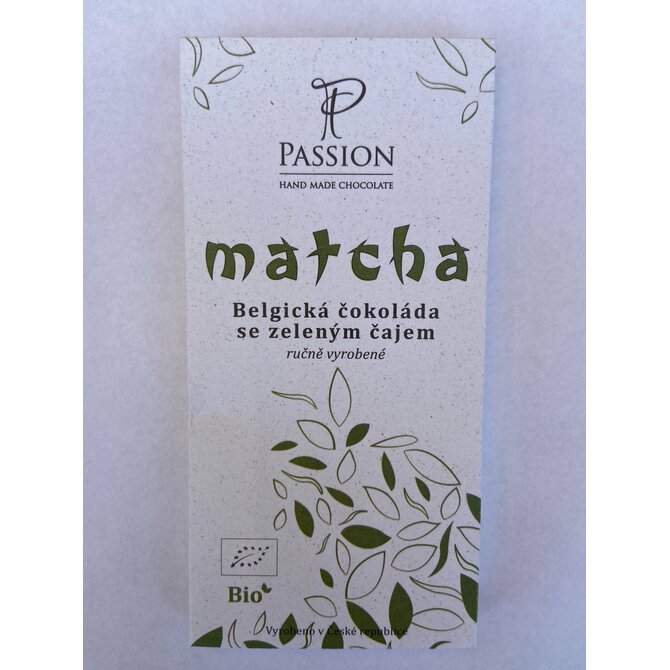 PASSION
HAND MADE CHOCOLATE
matcha
Belgická čokoláda
se zeleným čajem
ručně vyrobené
Bio
Vyrobeno v České republice